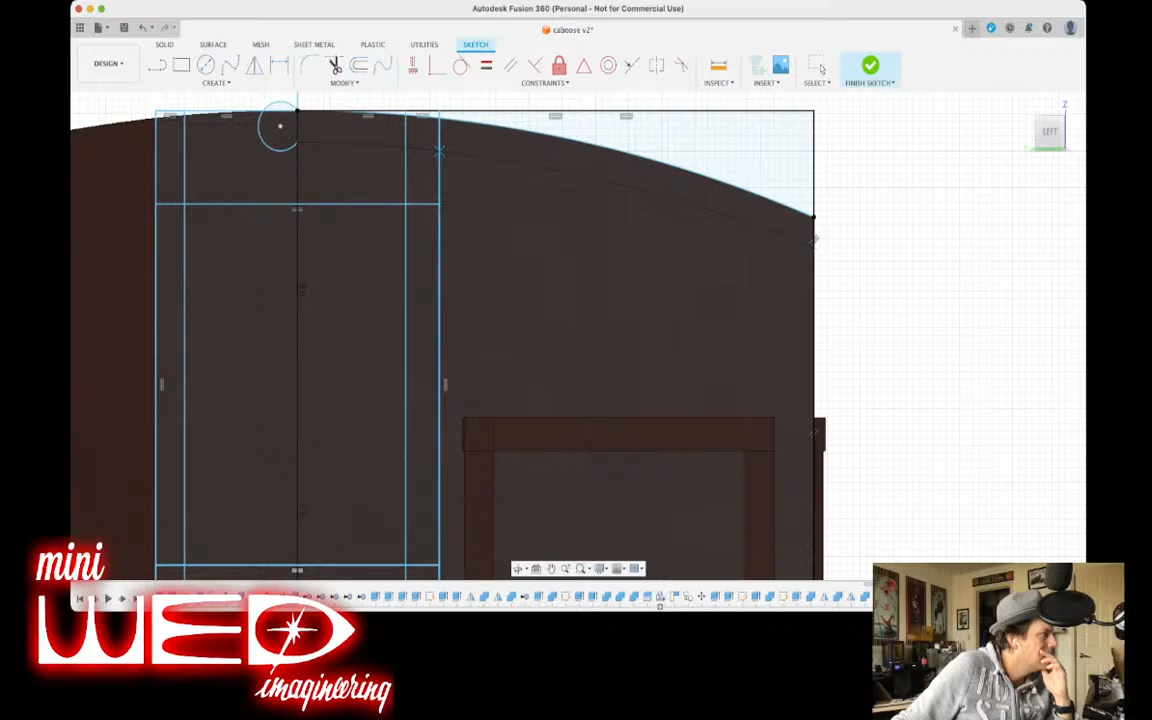 Autodesk Fusion 360 (Personal - Not for Commercial Use)
caboose v2*
SOLID SURFACE MESH SHEET METAL PLASTIC UTILITIES SKETCH
DESIGN
CREATE MODIFY CONSTRAINTS INSPECT INSERT SELECT FINISH SKETCH
Z
LEFT
mini
WED
imagineering